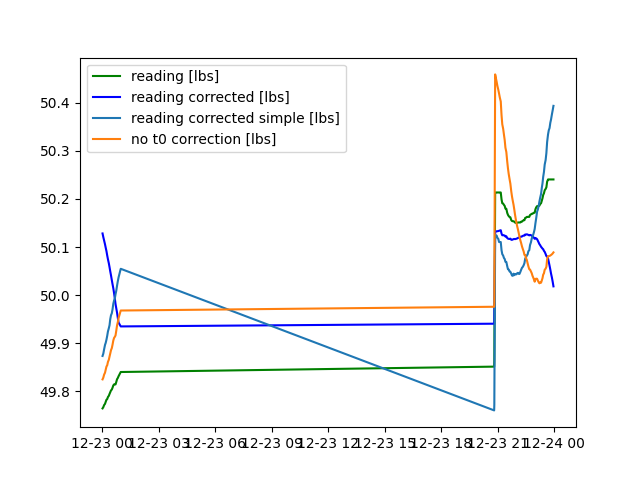 reading [lbs]
reading corrected [lbs]
reading corrected simple [lbs]
no t0 correction [lbs]
50.4
50.3
50.2
50.1
50.0
49.9
49.8
12-23 00 12-23 03 12-23 06 12-23 09 12-23 12 12-23 15 12-23 18 12-23 21 12-24 00